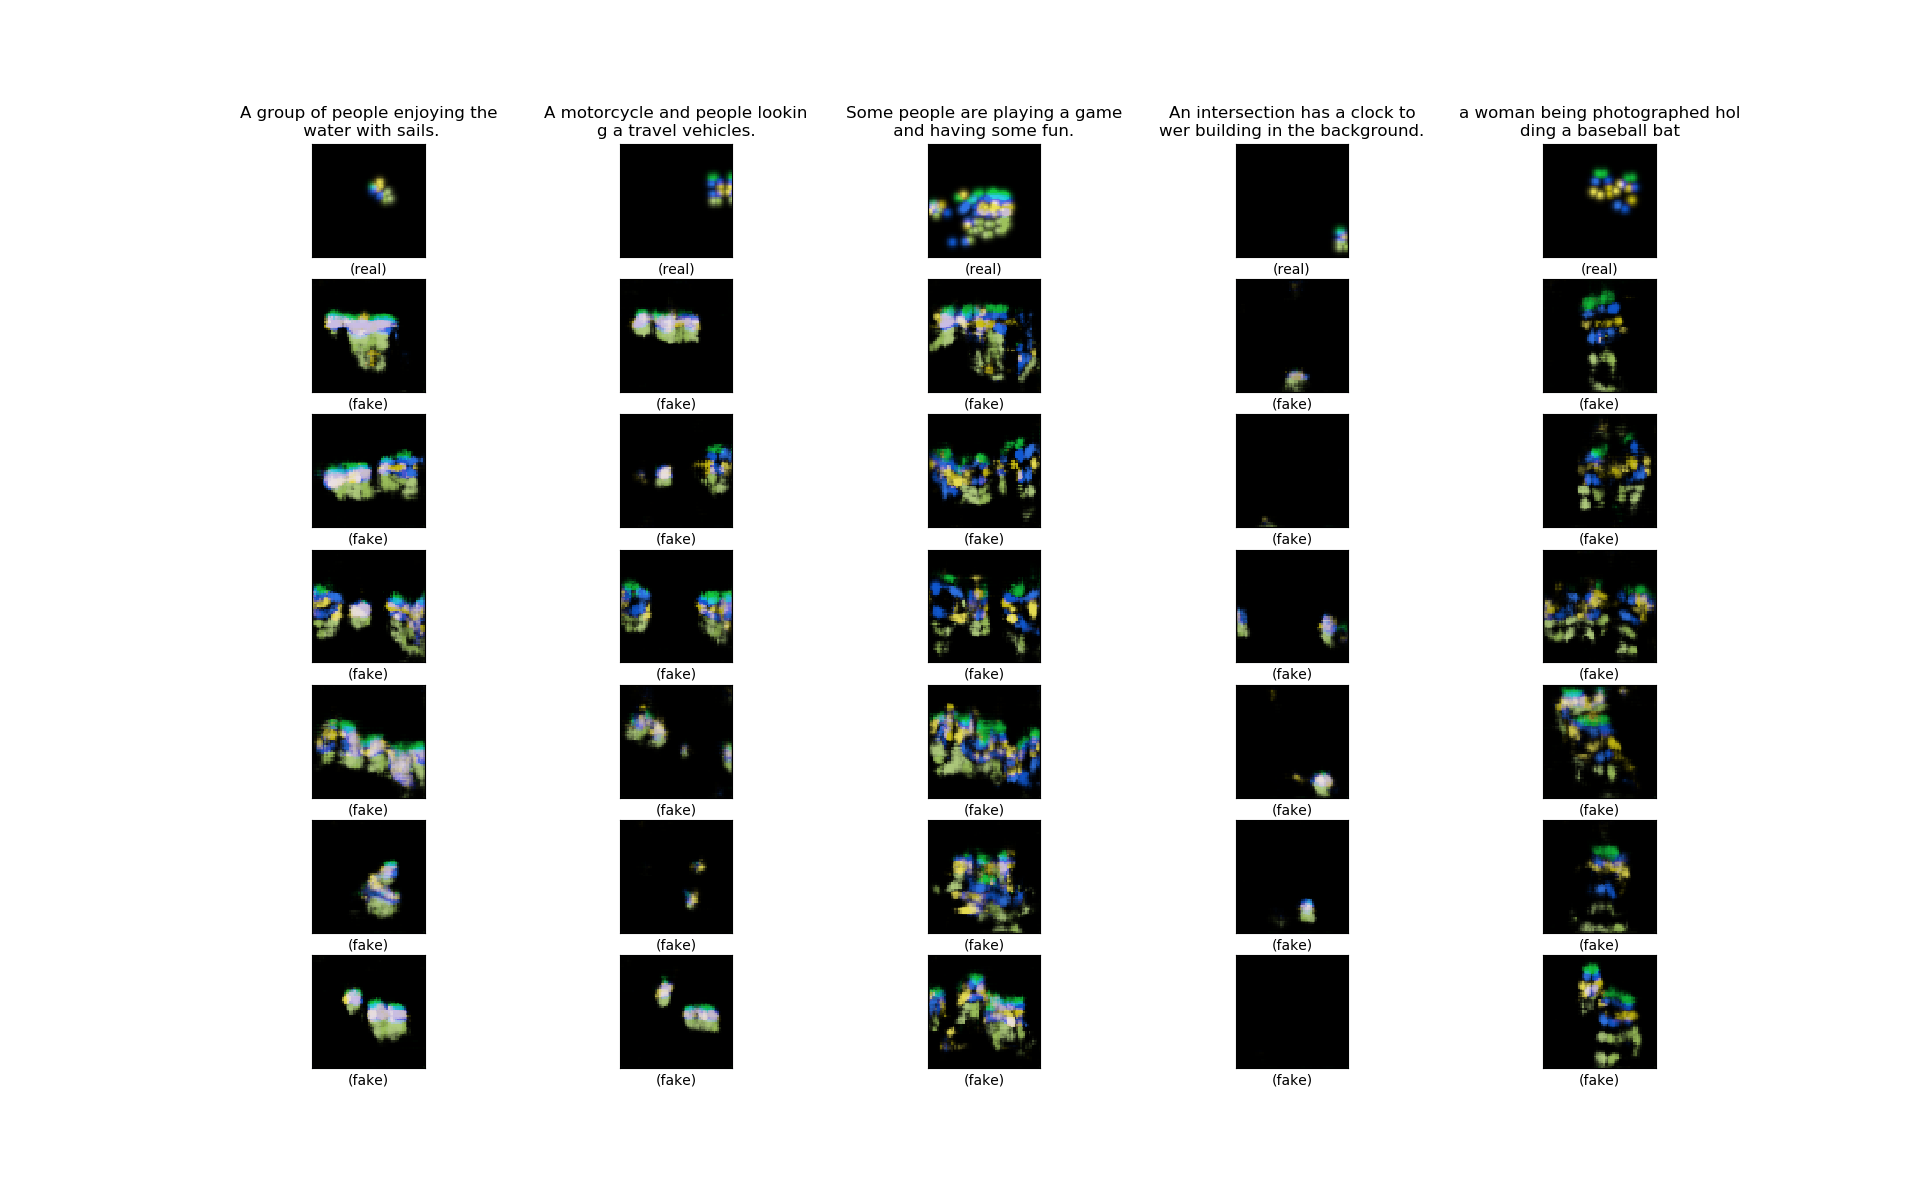 A group of people enjoying the
water with sails.
A motorcycle and people lookin
g a travel vehicles.
Some people are playing a game
and having some fun.
An intersection has a clock to
wer building in the background.
a woman being photographed hol
ding a baseball bat
(real) (real) (real) (real) (real)
(fake) (fake) (fake) (fake) (fake)
(fake) (fake) (fake) (fake) (fake)
(fake) (fake) (fake) (fake) (fake)
(fake) (fake) (fake) (fake) (fake)
(fake) (fake) (fake) (fake) (fake)
(fake) (fake) (fake) (fake) (fake)